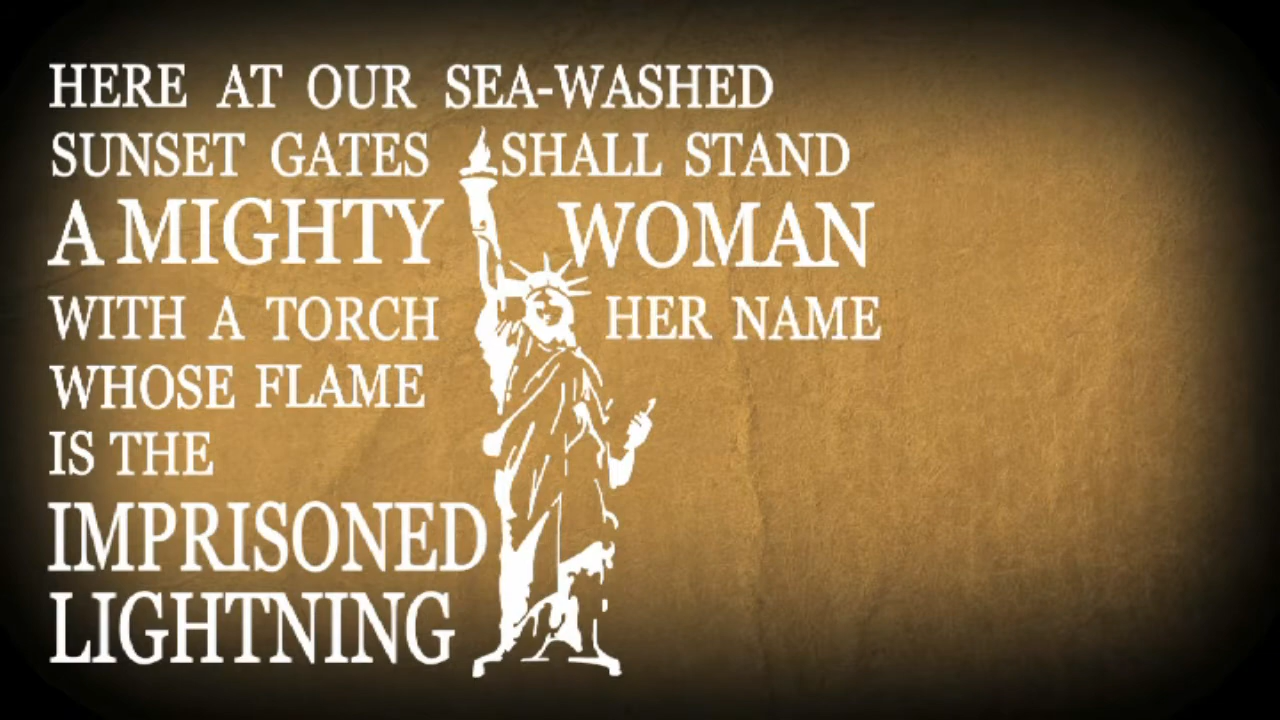 HERE AT OUR SEA-WASHED
SUNSET GATES SHALL STAND
A MIGHTY WOMAN
WITH A TORCH HER NAME
WHOSE FLAME
IS THE
IMPRISONED
LIGHTNING